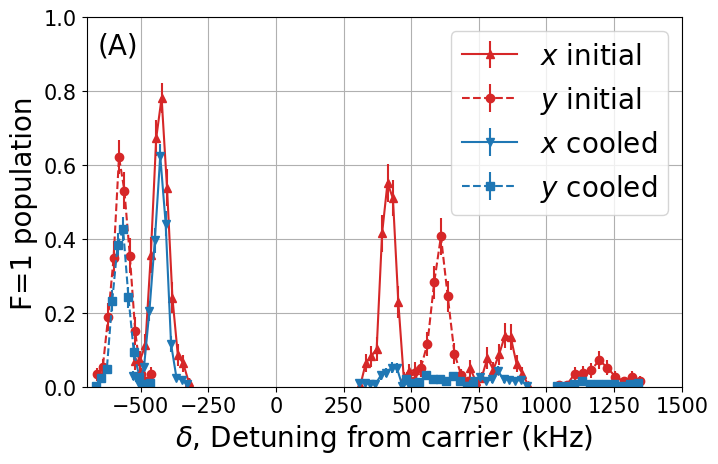 (A)
x initial
y initial
x cooled
y cooled
F=1 population
1.0
0.8
0.6
0.4
0.2
0.0
−500 −250 0 250 500 750 1000 1250 1500
δ, Detuning from carrier (kHz)